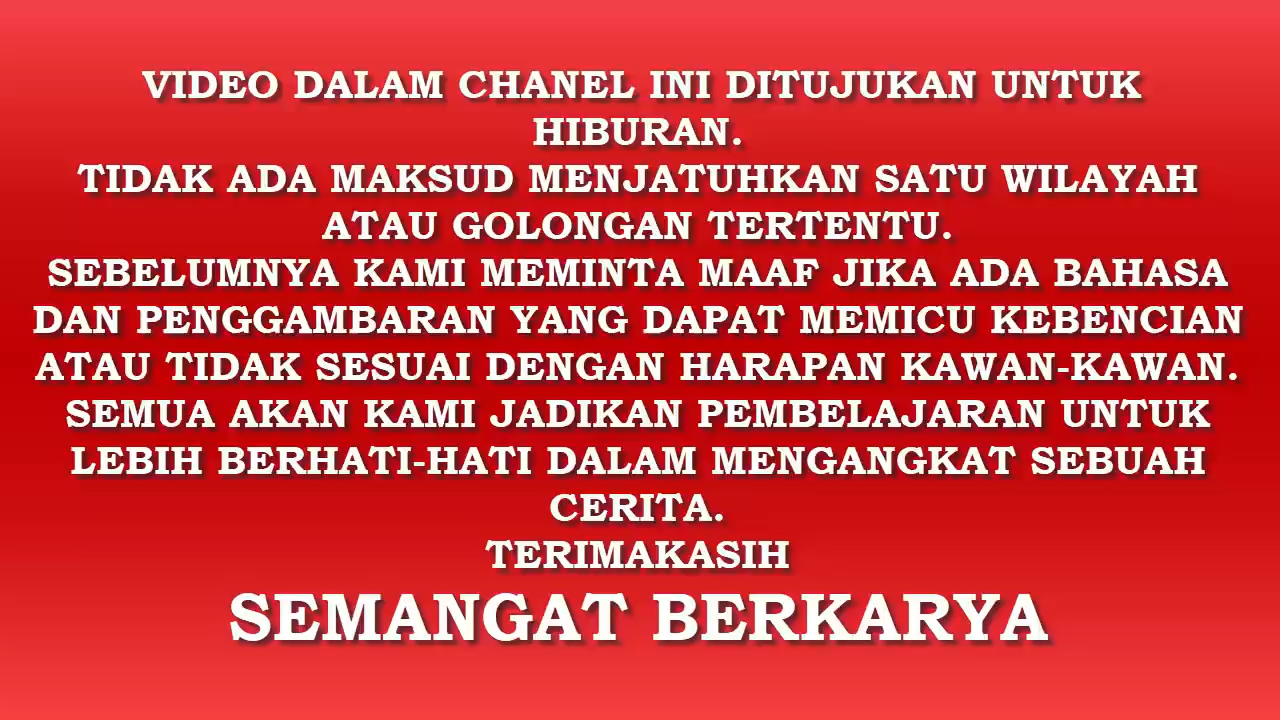 VIDEO DALAM CHANEL INI DITUJUKAN UNTUK
HIBURAN.
TIDAK ADA MAKSUD MENJATUHKAN SATU WILAYAH
ATAU GOLONGAN TERTENTU.
SEBELUMNYA KAMI MEMINTA MAAF JIKA ADA BAHASA
DAN PENGGAMBARAN YANG DAPAT MEMICU KEBENCIAN
ATAU TIDAK SESUAI DENGAN HARAPAN KAWAN-KAWAN.
SEMUA AKAN KAMI JADIKAN PEMBELAJARAN UNTUK
LEBIH BERHATI-HATI DALAM MENGANGKAT SEBUAH
CERITA.
TERIMAKASIH
SEMANGAT BERKARYA